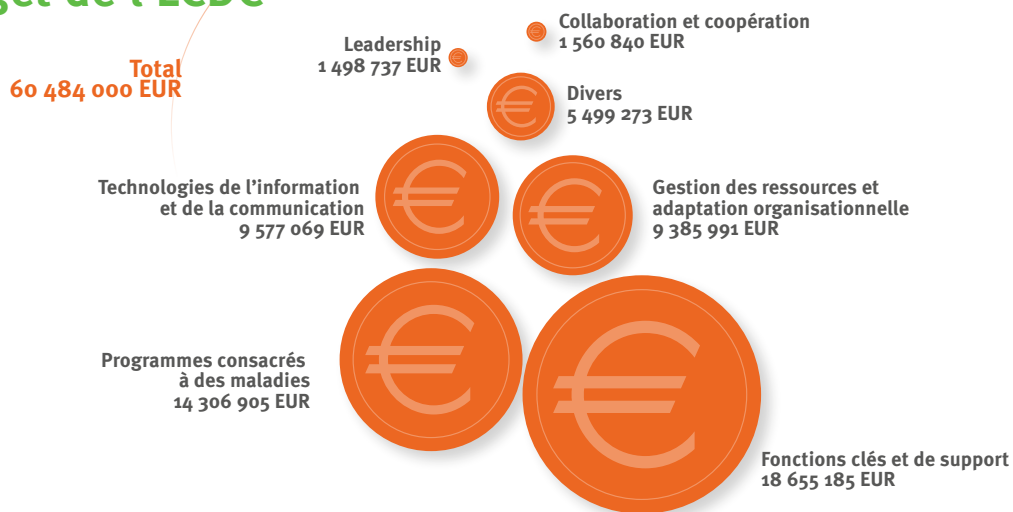 de l'ECDC
Total
60 484 000 EUR
Leadership
1 498 737 EUR
Collaboration et coopération
1 560 840 EUR
Divers
5 499 273 EUR
Technologies de l’information
et de la communication
9 577 069 EUR
Gestion des ressources et
adaptation organisationnelle
9 385 991 EUR
Programmes consacrés
à des maladies
14 306 905 EUR
Fonctions clés et de support
18 655 185 EUR